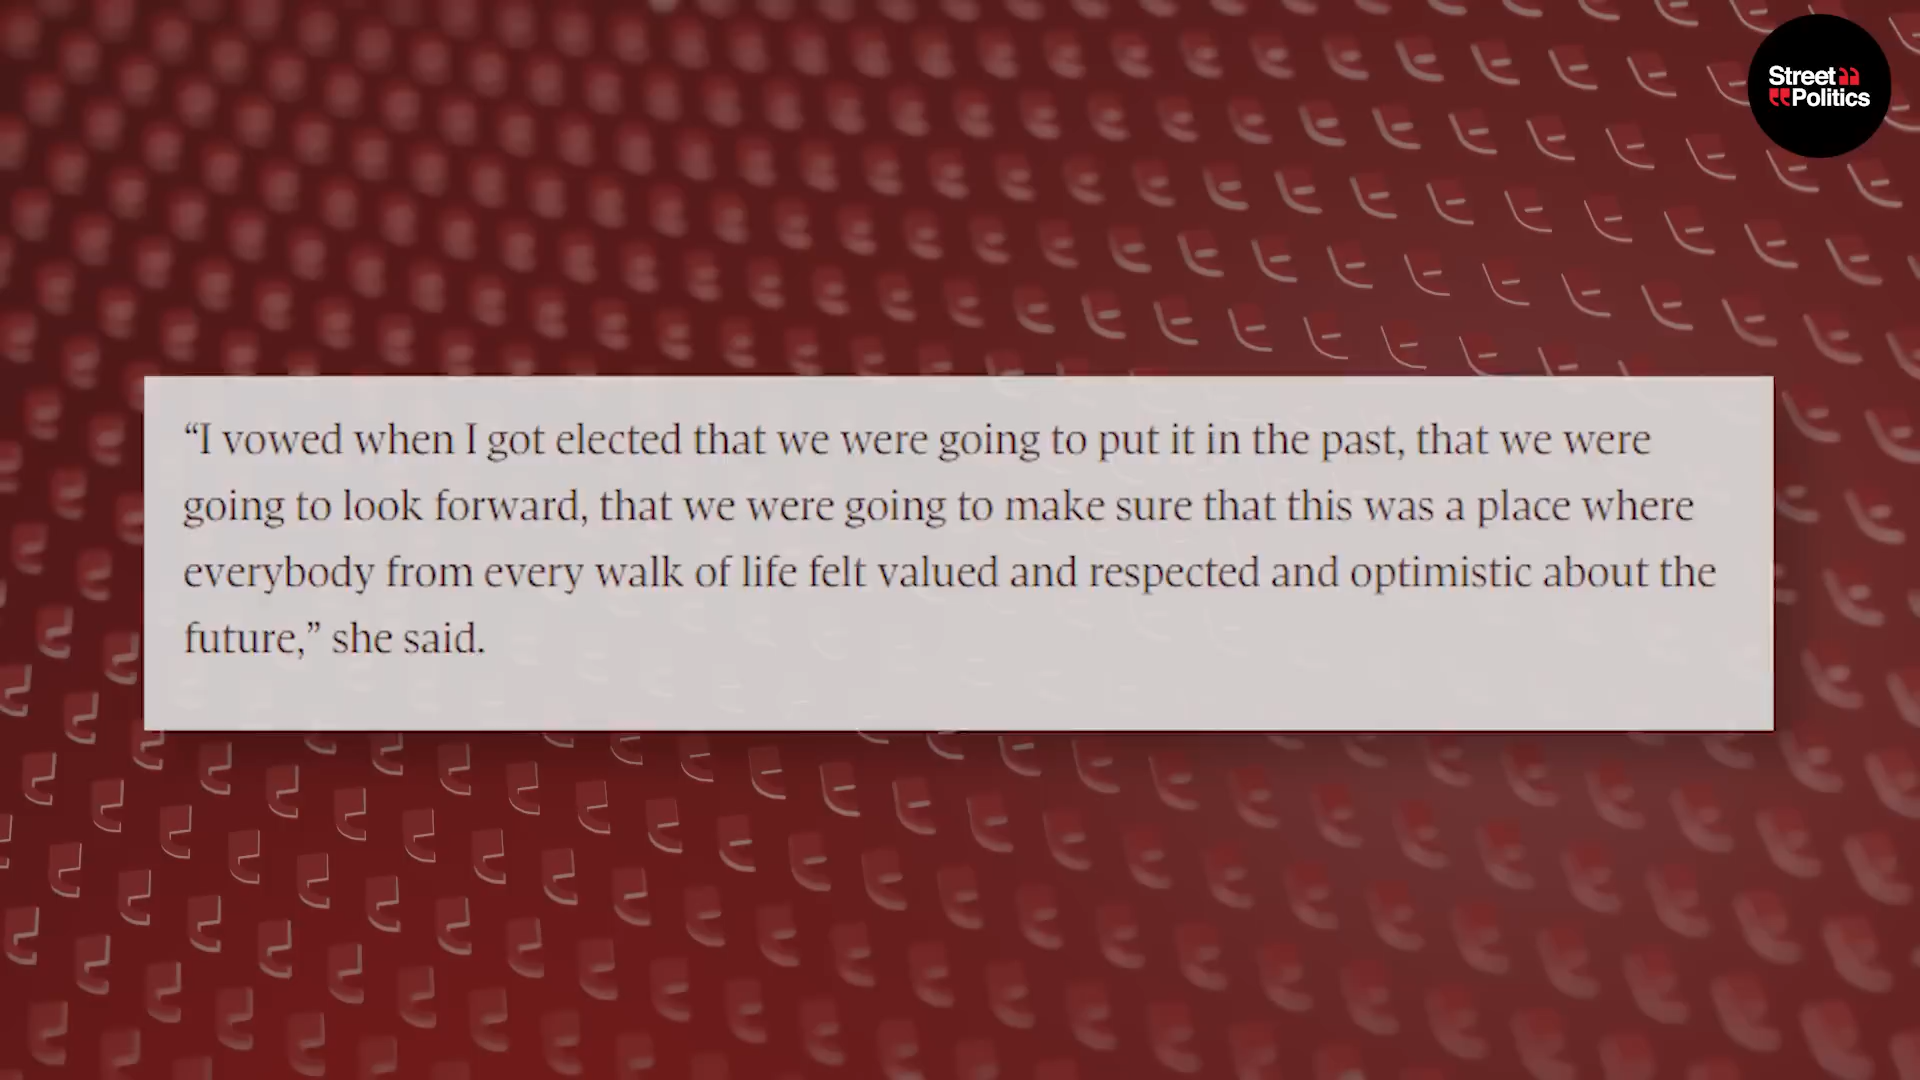 Street
Politics
“I vowed when I got elected that we were going to put it in the past, that we were
going to look forward, that we were going to make sure that this was a place where
everybody from every walk of life felt valued and respected and optimistic about the
future,” she said.